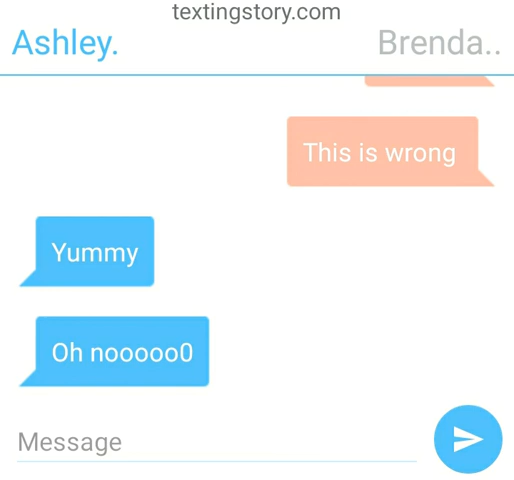 textingstory.com
Ashley.
Brenda..
This is wrong
Yummy
Oh nooooo0
Message